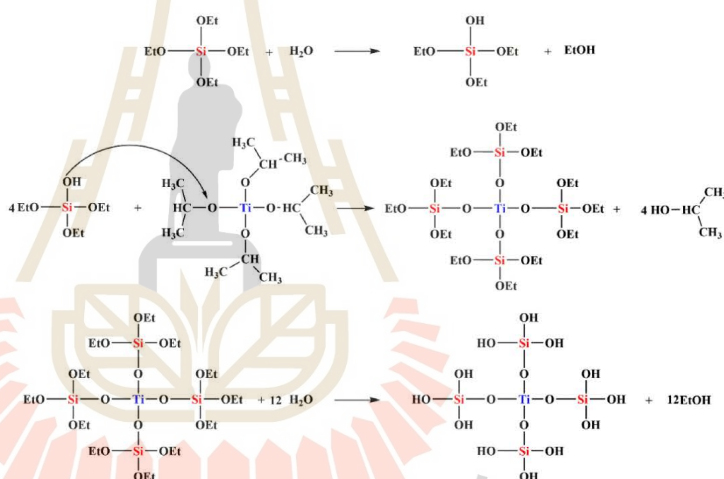 OEt OH
EtO Si OEt + H₂O EtO Si OEt + EtOH
OEt OEt
OEt
EtO Si OEt
H₃C CH CH₃
OH O O OEt
OEt
4 EtO Si OEt + H₃C HC O Ti O HC CH₃ EtO Si O Ti O Si OEt + 4 HO HC CH₃
OEt H₃C O CH₃ OEt O OEt CH₃
H₃C CH CH₃ EtO Si OEt
OEt
OEt OH
EtO Si OEt HO Si OH
OEt O OEt OH O OH
EtO Si O Ti O Si OEt + 12 H₂O HO Si O Ti O Si OH + 12EtOH
OEt O OEt OH O OH
EtO Si OEt HO Si OH
OEt OH